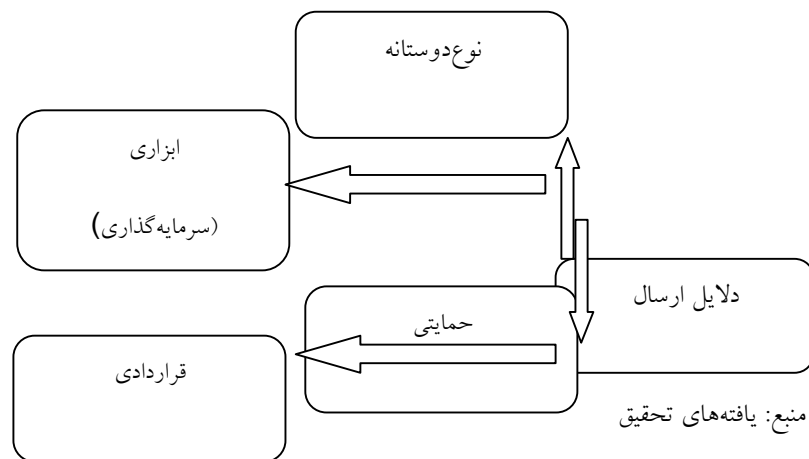 نوع‌دوستانه
ابزاری
(سرمایه‌گذاری)
دلایل ارسال
حمایتی
قراردادی
منبع: یافته‌های تحقیق